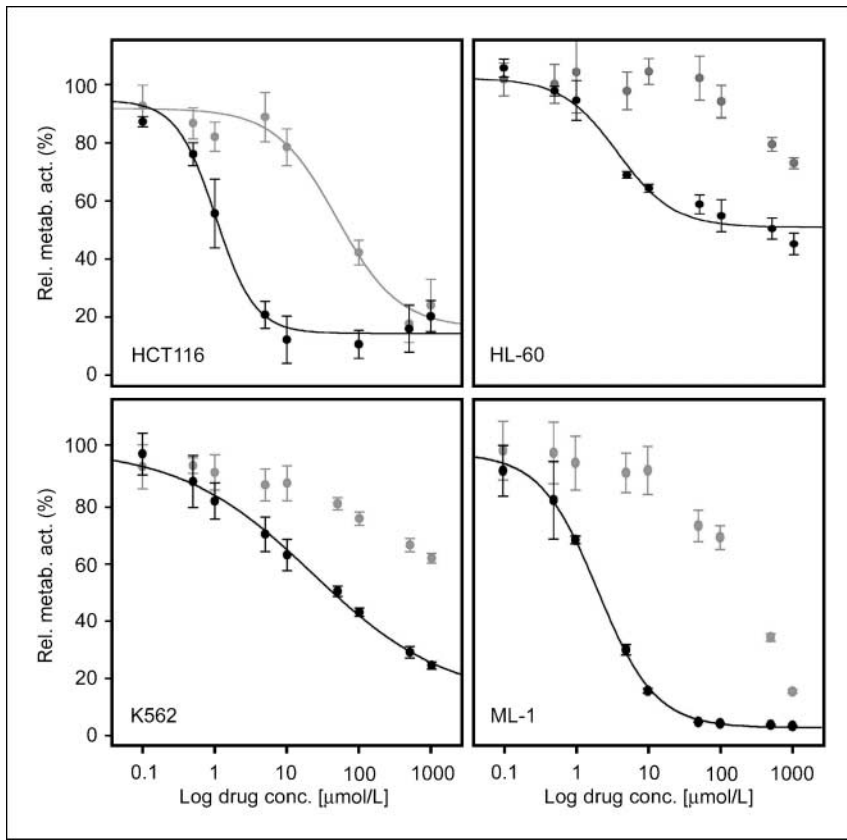 Rel. metab. act. (%)
100
80
60
40
20
0
HCT116
HL-60
Rel. metab. act. (%)
100
80
60
40
20
0
K562
ML-1
0.1 1 10 100 1000
0.1 1 10 100 1000
Log drug conc. [μmol/L]
Log drug conc. [μmol/L]